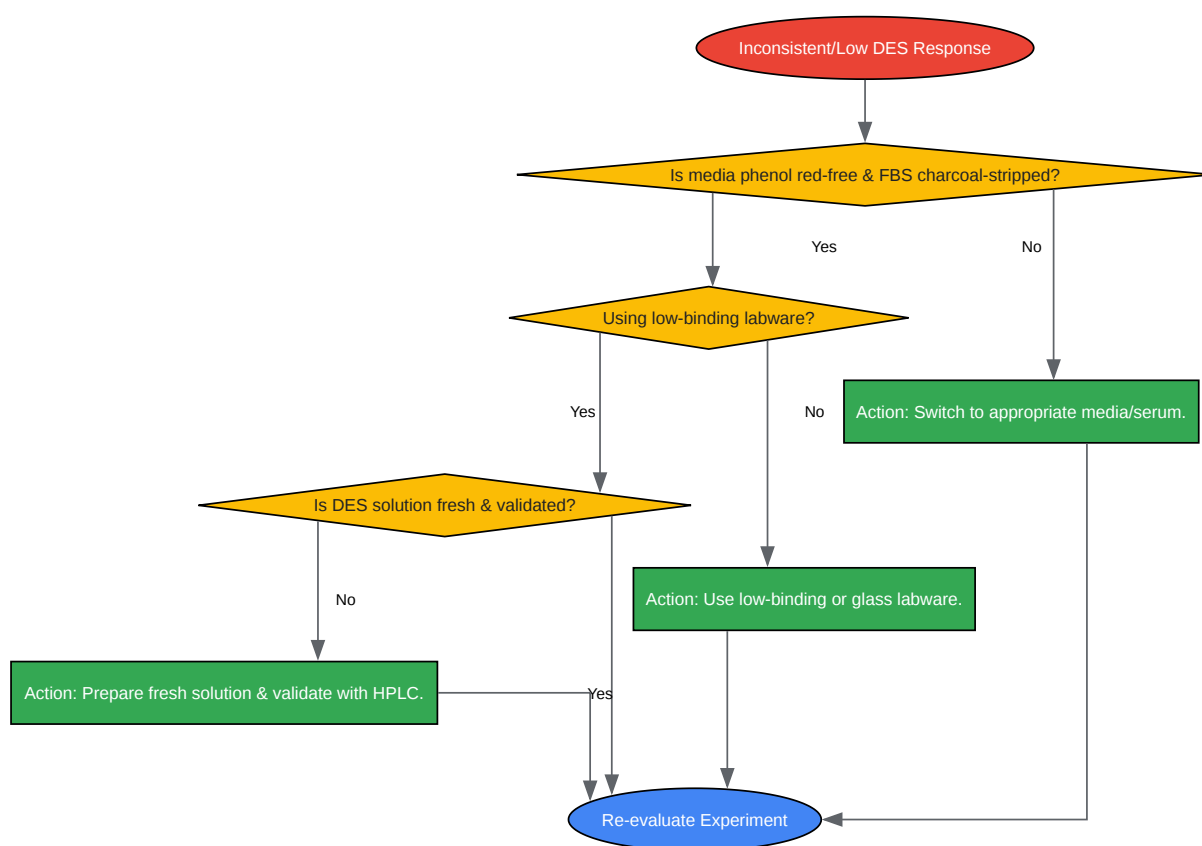 Inconsistent/Low DES Response
Is media phenol red-free & FBS charcoal-stripped?
Yes
No
Using low-binding labware?
Yes
No
Action: Switch to appropriate media/serum.
Is DES solution fresh & validated?
No
Action: Use low-binding or glass labware.
Action: Prepare fresh solution & validate with HPLC.
Yes
Re-evaluate Experiment